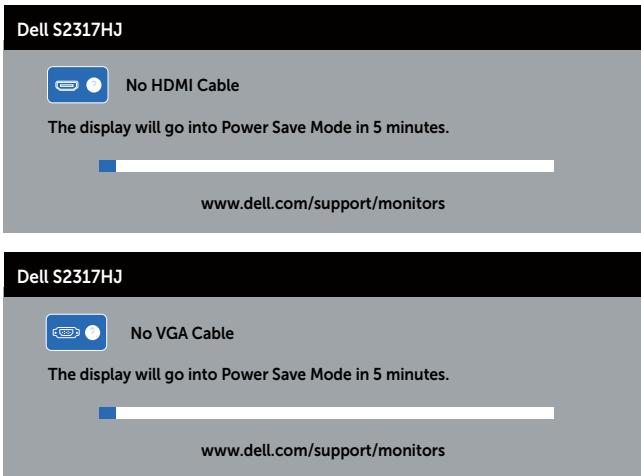 Dell S2317HJ
? No HDMI Cable
The display will go into Power Save Mode in 5 minutes.
www.dell.com/support/monitors
Dell S2317HJ
? No VGA Cable
The display will go into Power Save Mode in 5 minutes.
www.dell.com/support/monitors